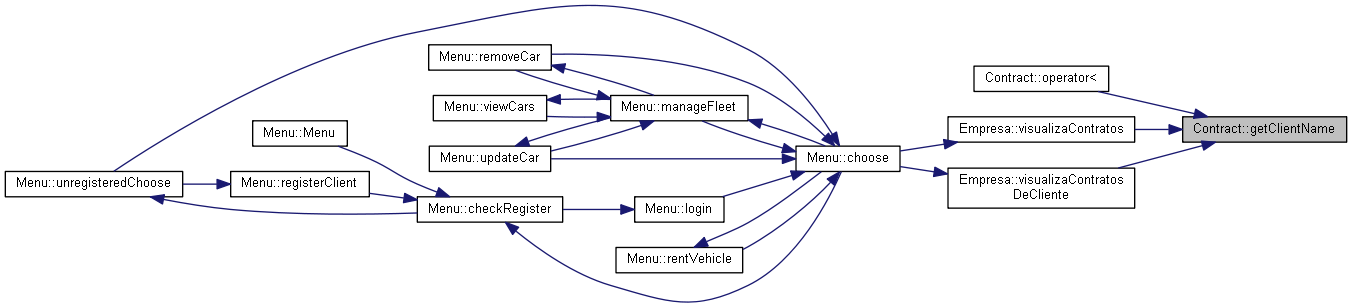 Menu::removeCar
Contract::operator<
Menu::viewCars
Menu::manageFleet
Menu::Menu
Empresa::visualizaContratos
Contract::getClientName
Menu::updateCar
Menu::choose
Menu::unregisteredChoose
Menu::registerClient
Empresa::visualizaContratos
DeCliente
Menu::checkRegister
Menu::login
Menu::rentVehicle